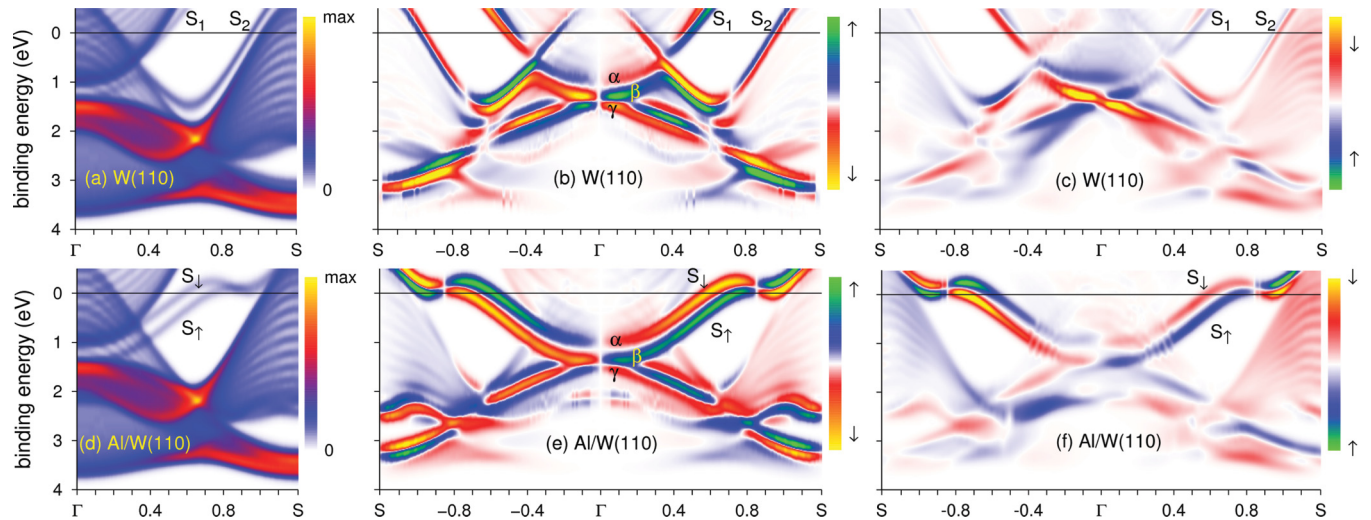 S₁ S₂ max S₁ S₂ S₁ S₂
binding energy (eV) 0 1 2 3 4
↑ ↓ ↓ ↑
α
β
γ
0
(a) W(110) (b) W(110) (c) W(110)
Γ 0.4 0.8 S S −0.8 −0.4 Γ 0.4 0.8 S S -0.8 -0.4 Γ 0.4 0.8 S
S↓ max S↓ S↓
binding energy (eV) 0 1 2 3 4
↑ ↓ ↓ ↑
S↑ S↑ S↑
α
β
γ
(d) Al/W(110) (e) Al/W(110) (f) Al/W(110)
0
Γ 0.4 0.8 S S −0.8 −0.4 Γ 0.4 0.8 S S -0.8 -0.4 Γ 0.4 0.8 S